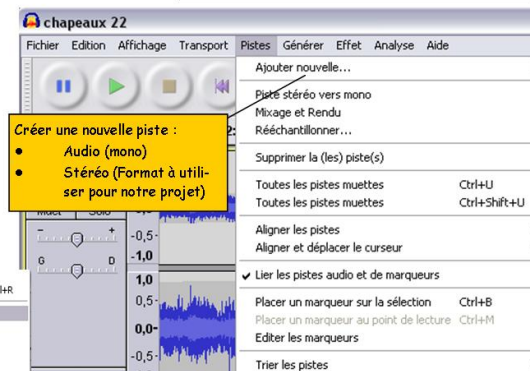 chapeaux 22
Fichier Edition Affichage Transport Pistes Générer Effet Analyse Aide
Ajouter nouvelle...
Piste stéréo vers mono
Mixage et Rendu
Rééchantillonner...
Supprimer la (les) piste(s)
Toutes les pistes muettes Ctrl+U
Toutes les pistes muettes Ctrl+Shift+U
Aligner les pistes
Aligner et déplacer le curseur
Lier les pistes audio et de marqueurs
Placer un marqueur sur la sélection Ctrl+B
Placer un marqueur au point de lecture Ctrl+M
Editer les marqueurs
Trier les pistes
Créer une nouvelle piste :
• Audio (mono)
• Stéréo (Format à utili-
ser pour notre projet)
- +
G D
-0,5-
-1,0
1,0
0,5-
0,0-
-0,5-